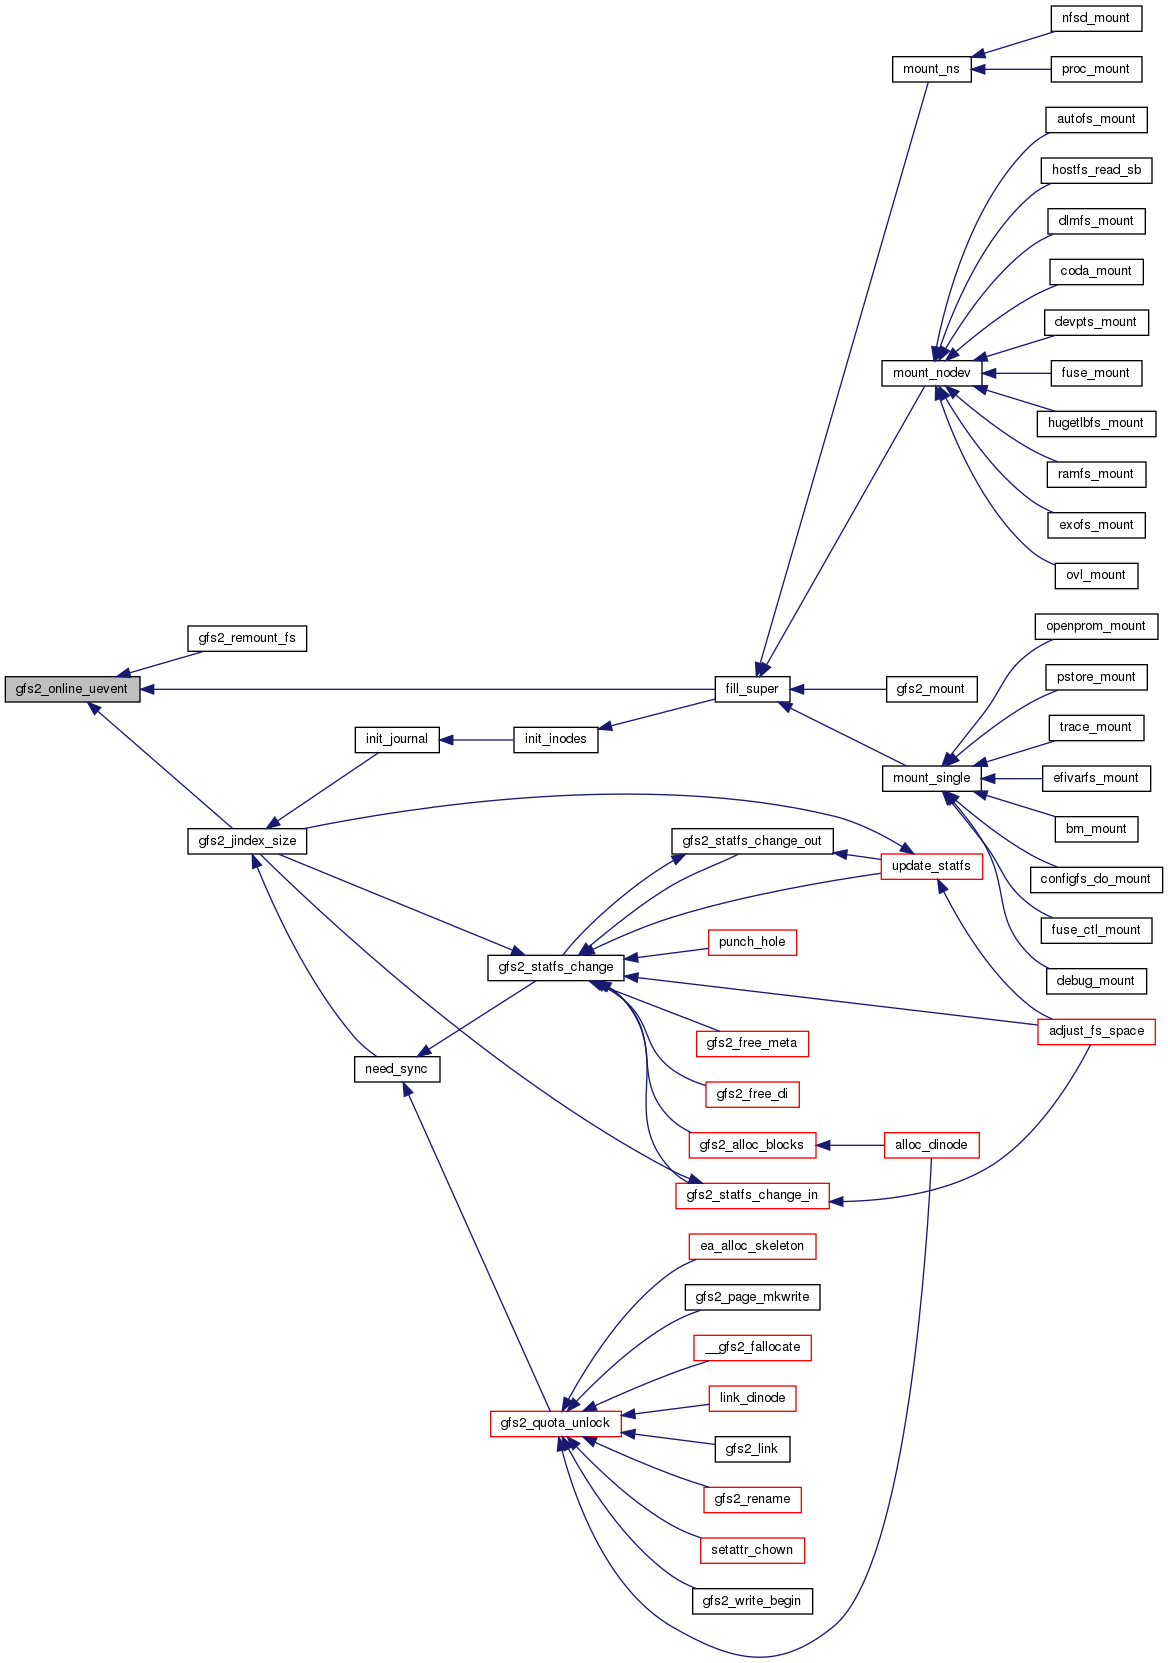 nfsd_mount
mount_ns
proc_mount
autofs_mount
hostfs_read_sb
dlmfs_mount
coda_mount
devpts_mount
mount_nodev
fuse_mount
hugetlbfs_mount
ramfs_mount
exofs_mount
ovl_mount
openprom_mount
gfs2_remount_fs
pstore_mount
gfs2_online_uevent
fill_super
gfs2_mount
trace_mount
init_journal
init_inodes
mount_single
efivarfs_mount
bm_mount
gfs2_jindex_size
gfs2_statfs_change_out
update_statfs
configfs_do_mount
fuse_ctl_mount
punch_hole
gfs2_statfs_change
debug_mount
adjust_fs_space
gfs2_free_meta
need_sync
gfs2_free_di
gfs2_alloc_blocks
alloc_dinode
gfs2_statfs_change_in
ea_alloc_skeleton
gfs2_page_mkwrite
__gfs2_fallocate
link_dinode
gfs2_quota_unlock
gfs2_link
gfs2_rename
setattr_chown
gfs2_write_begin